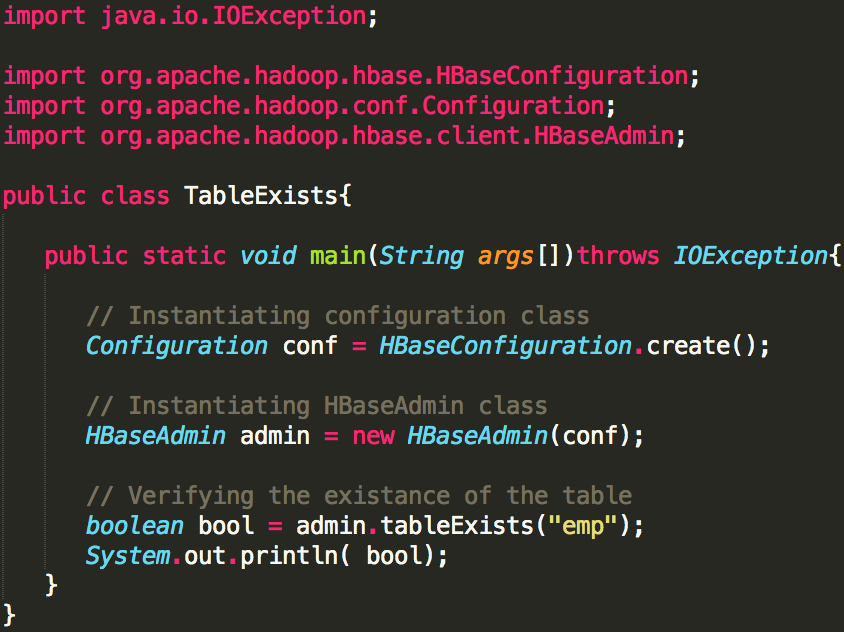 import java.io.IOException;
import org.apache.hadoop.hbase.HBaseConfiguration;
import org.apache.hadoop.conf.Configuration;
import org.apache.hadoop.hbase.client.HBaseAdmin;
public class TableExists{
public static void main(String args[])throws IOException{
// Instantiating configuration class
Configuration conf = HBaseConfiguration.create();
// Instantiating HBaseAdmin class
HBaseAdmin admin = new HBaseAdmin(conf);
// Verifying the existance of the table
boolean bool = admin.tableExists("emp");
System.out.println( bool);
}
}